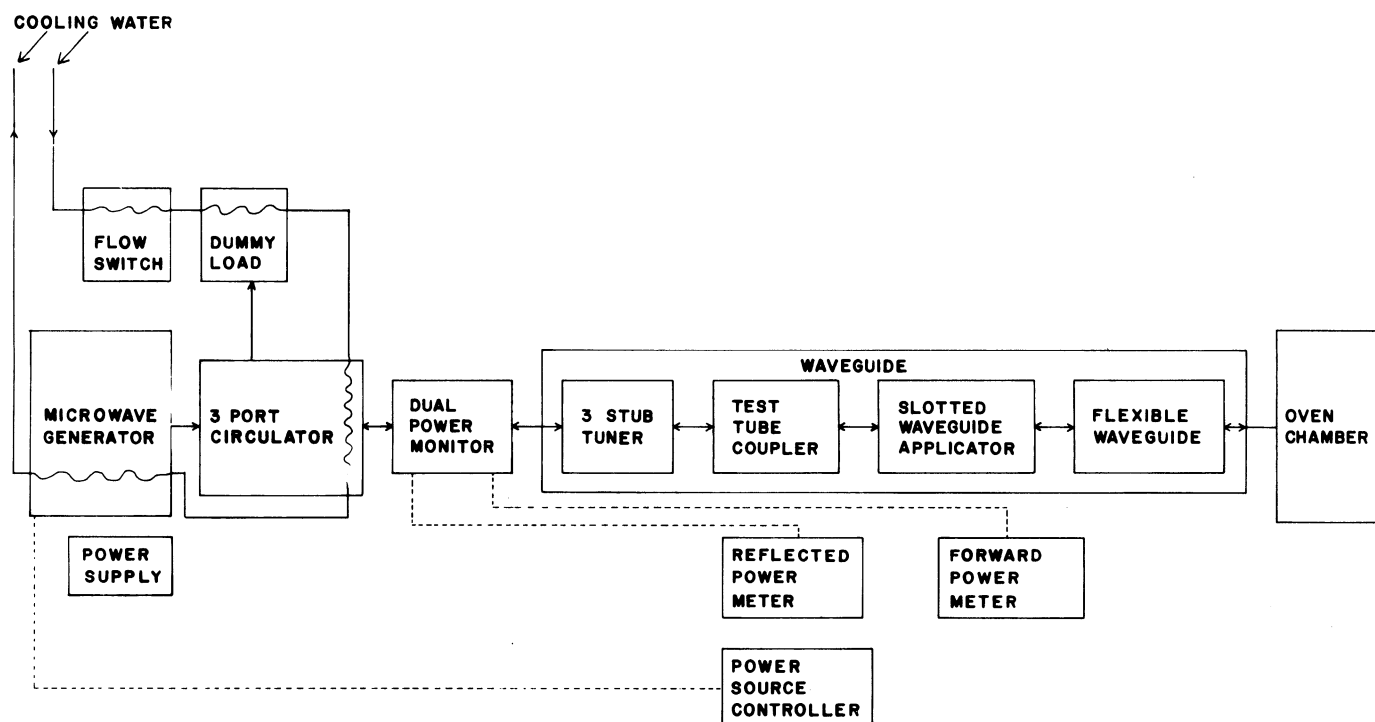 COOLING WATER
FLOW
SWITCH
DUMMY
LOAD
MICROWAVE
GENERATOR
3 PORT
CIRCULATOR
DUAL
POWER
MONITOR
WAVEGUIDE
3 STUB
TUNER
TEST
TUBE
COUPLER
SLOTTED
WAVEGUIDE
APPLICATOR
FLEXIBLE
WAVEGUIDE
OVEN
CHAMBER
POWER
SUPPLY
REFLECTED
POWER
METER
FORWARD
POWER
METER
POWER
SOURCE
CONTROLLER